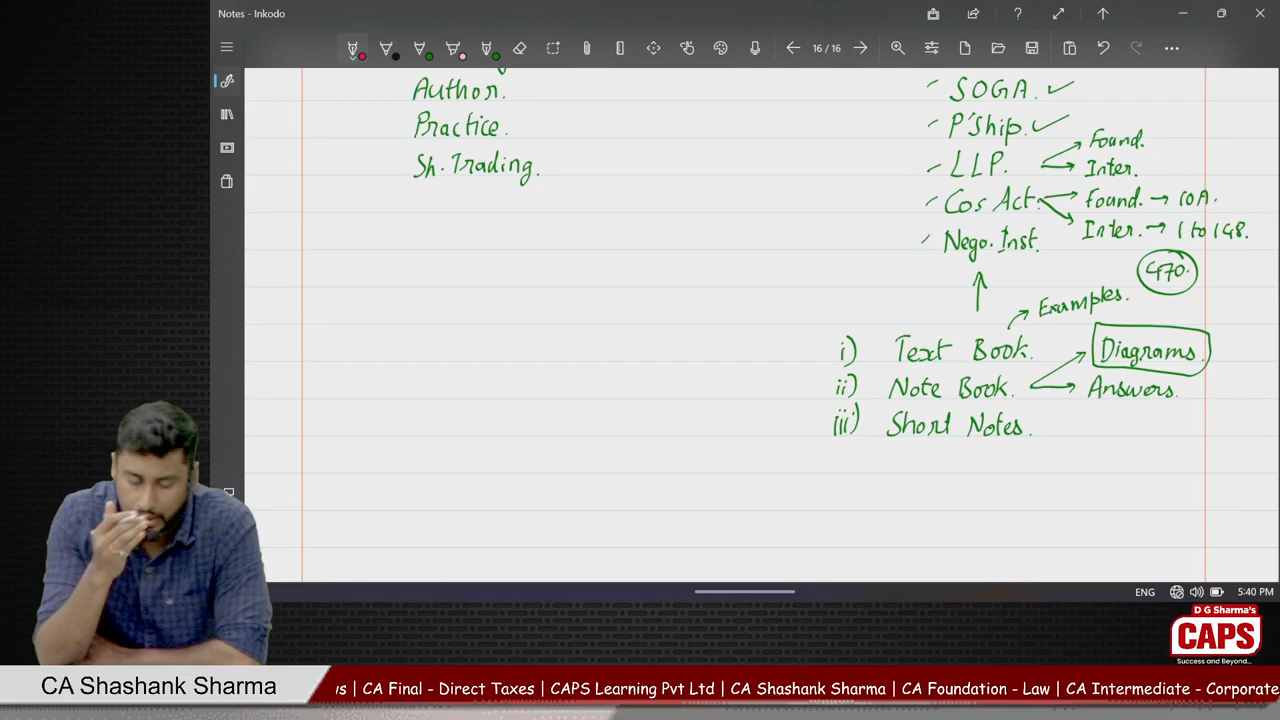 Notes - Inkodo
16/16
Author.
Practice.
Sh. Trading.
SOGA.
P'Ship.
LLP.
Found.
Inter.
Cos Act.
Found. → 10A.
Inter. → 1 to 148.
Nego. Inst.
470.
Examples.
i) Text Book.
Diagrams.
ii) Note Book.
Answers.
iii) Short Notes.
ENG
5:40 PM
D G Sharma's
CAPS
Success and Beyond...
CA Shashank Sharma
| CA Final - Direct Taxes | CAPS Learning Pvt Ltd | CA Shashank Sharma | CA Foundation - Law | CA Intermediate - Corporate